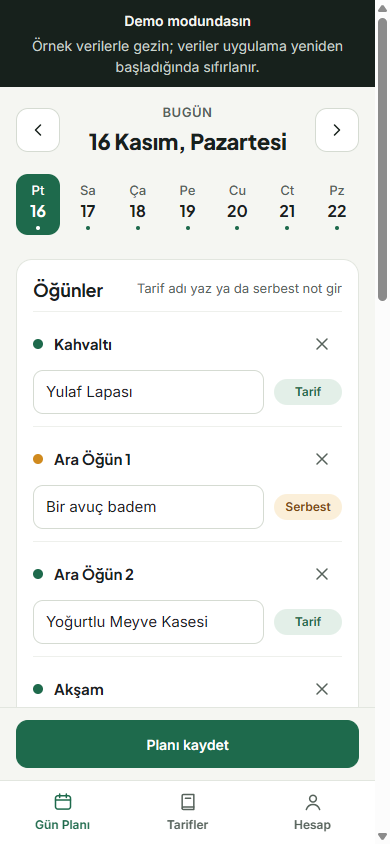 Demo modundasın
Örnek verilerle gezin; veriler uygulama yeniden
başladığında sıfırlanır.
BUGÜN
16 Kasım, Pazartesi
Pt Sa Ça Pe Cu Ct Pz
16 17 18 19 20 21 22
Öğünler Tarif adı yaz ya da serbest not gir
Kahvaltı
Yulaf Lapası Tarif
Ara Öğün 1
Bir avuç badem Serbest
Ara Öğün 2
Yoğurtlu Meyve Kasesi Tarif
Akşam
Planı kaydet
Gün Planı Tarifler Hesap